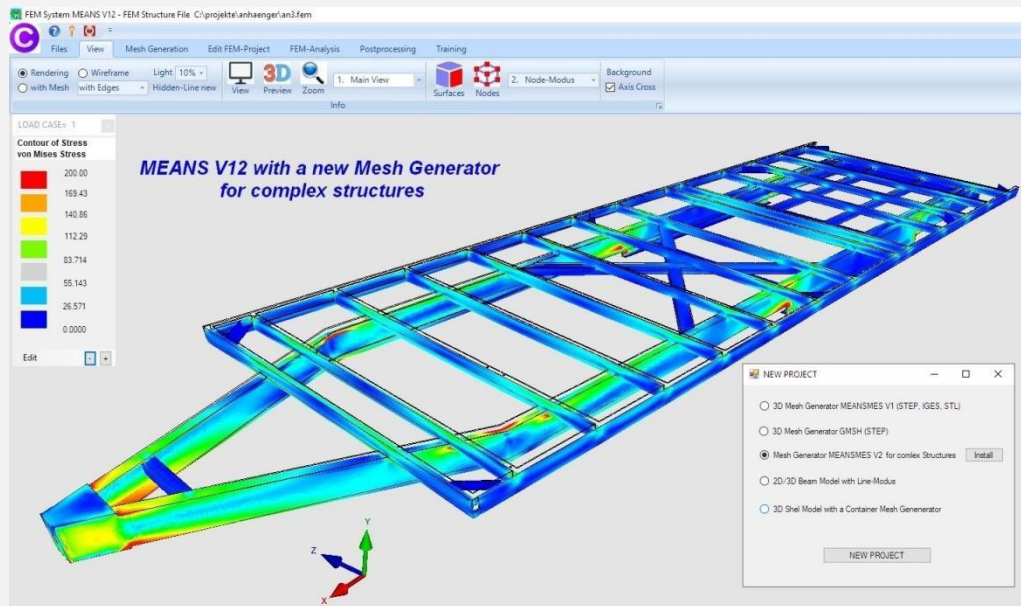 FEM System MEANS V12 - FEM Structure File C:\projekte\anhaenger\an3.fem
Files View Mesh Generation Edit FEM-Project FEM-Analysis Postprocessing Training
Rendering Wireframe Light 10%
with Mesh with Edges Hidden-Line new
View 3D Preview Zoom
1. Main View
Surfaces Nodes
2. Node-Modus
Background
Axis Cross
Info
LOAD CASE= 1
Contour of Stress
von Mises Stress
200.00
169.43
140.86
112.29
83.714
55.143
26.571
0.0000
Edit - +
MEANS V12 with a new Mesh Generator
for complex structures
NEW PROJECT
3D Mesh Generator MEANSMES V1 (STEP, IGES, STL)
3D Mesh Generator GMSH (STEP)
Mesh Generator MEANSMES V2 for comlex Structures Install
2D/3D Beam Model with Line-Modus
3D Shel Model with a Container Mesh Genenerator
NEW PROJECT
Y
Z
X